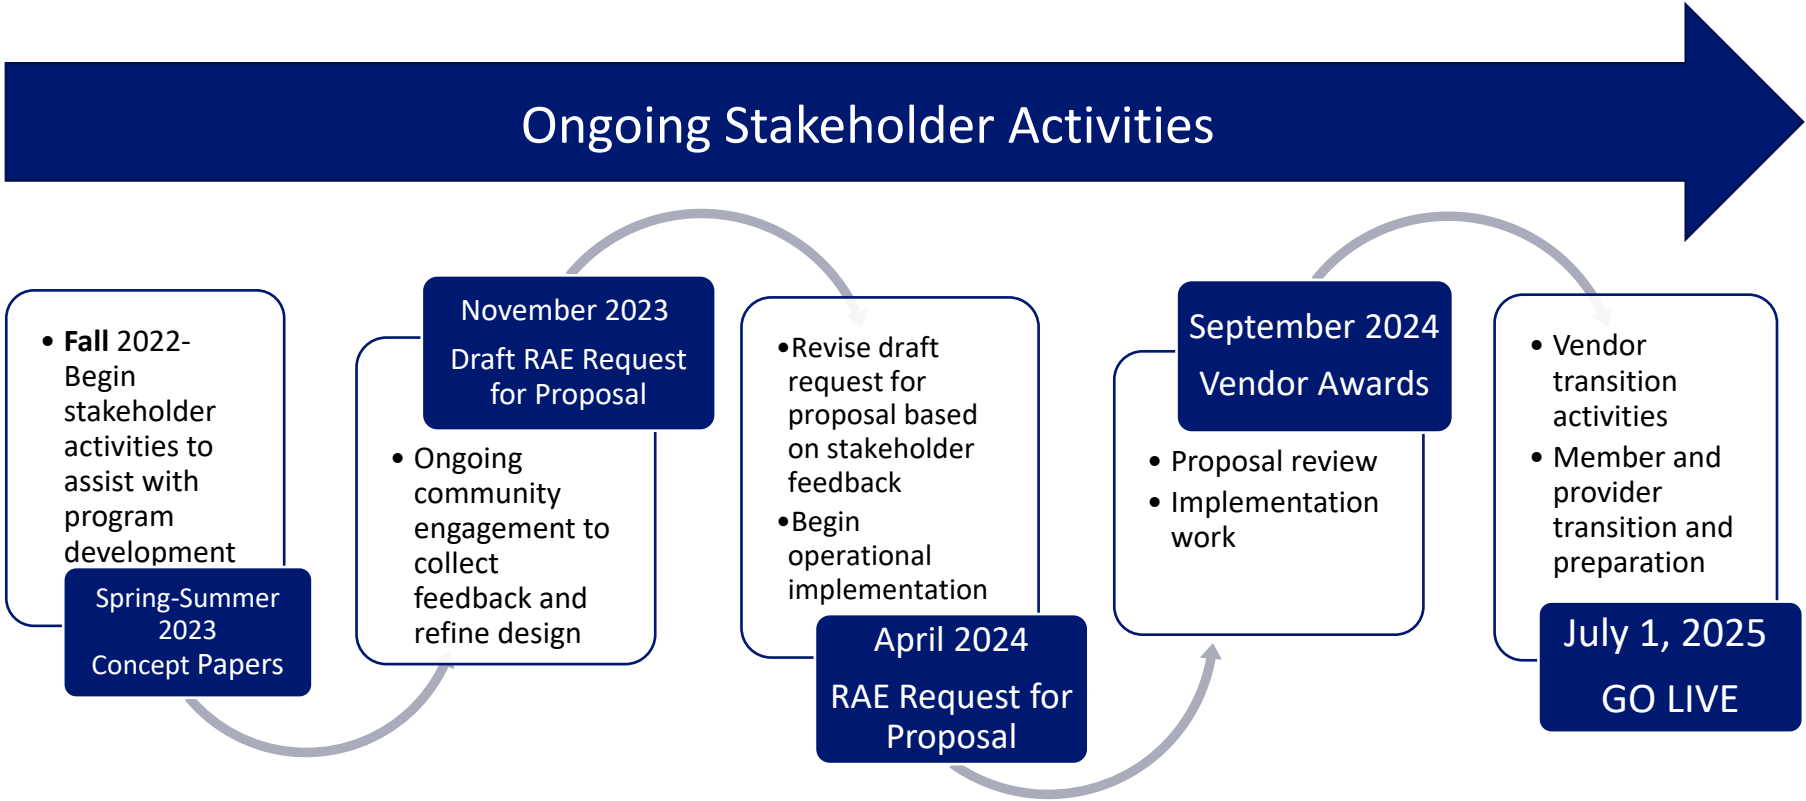 Ongoing Stakeholder Activities
• Fall 2022-
Begin
stakeholder
activities to
assist with
program
development
Spring-Summer
2023
Concept Papers
November 2023
Draft RAE Request
for Proposal
• Ongoing
community
engagement to
collect
feedback and
refine design
•Revise draft
request for
proposal based
on stakeholder
feedback
•Begin
operational
implementation
April 2024
RAE Request for
Proposal
September 2024
Vendor Awards
• Proposal review
• Implementation
work
• Vendor
transition
activities
• Member and
provider
transition and
preparation
July 1, 2025
GO LIVE